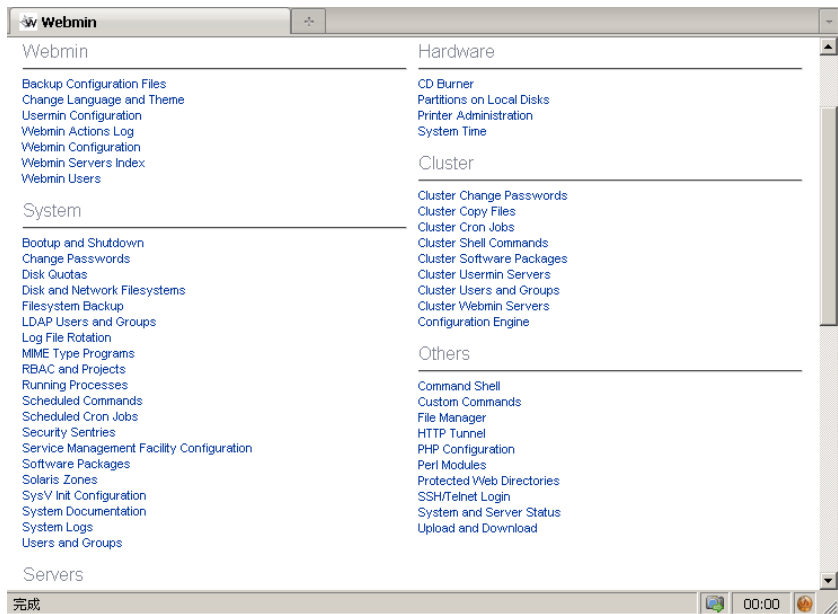 Webmin
Webmin
Backup Configuration Files
Change Language and Theme
Usermin Configuration
Webmin Actions Log
Webmin Configuration
Webmin Servers Index
Webmin Users
System
Bootup and Shutdown
Change Passwords
Disk Quotas
Disk and Network Filesystems
Filesystem Backup
LDAP Users and Groups
Log File Rotation
MIME Type Programs
RBAC and Projects
Running Processes
Scheduled Commands
Scheduled Cron Jobs
Security Sentries
Service Management Facility Configuration
Software Packages
Solaris Zones
SysV Init Configuration
System Documentation
System Logs
Users and Groups
Servers
Hardware
CD Burner
Partitions on Local Disks
Printer Administration
System Time
Cluster
Cluster Change Passwords
Cluster Copy Files
Cluster Cron Jobs
Cluster Shell Commands
Cluster Software Packages
Cluster Usermin Servers
Cluster Users and Groups
Cluster Webmin Servers
Configuration Engine
Others
Command Shell
Custom Commands
File Manager
HTTP Tunnel
PHP Configuration
Perl Modules
Protected Web Directories
SSH/Telnet Login
System and Server Status
Upload and Download
完成
00:00